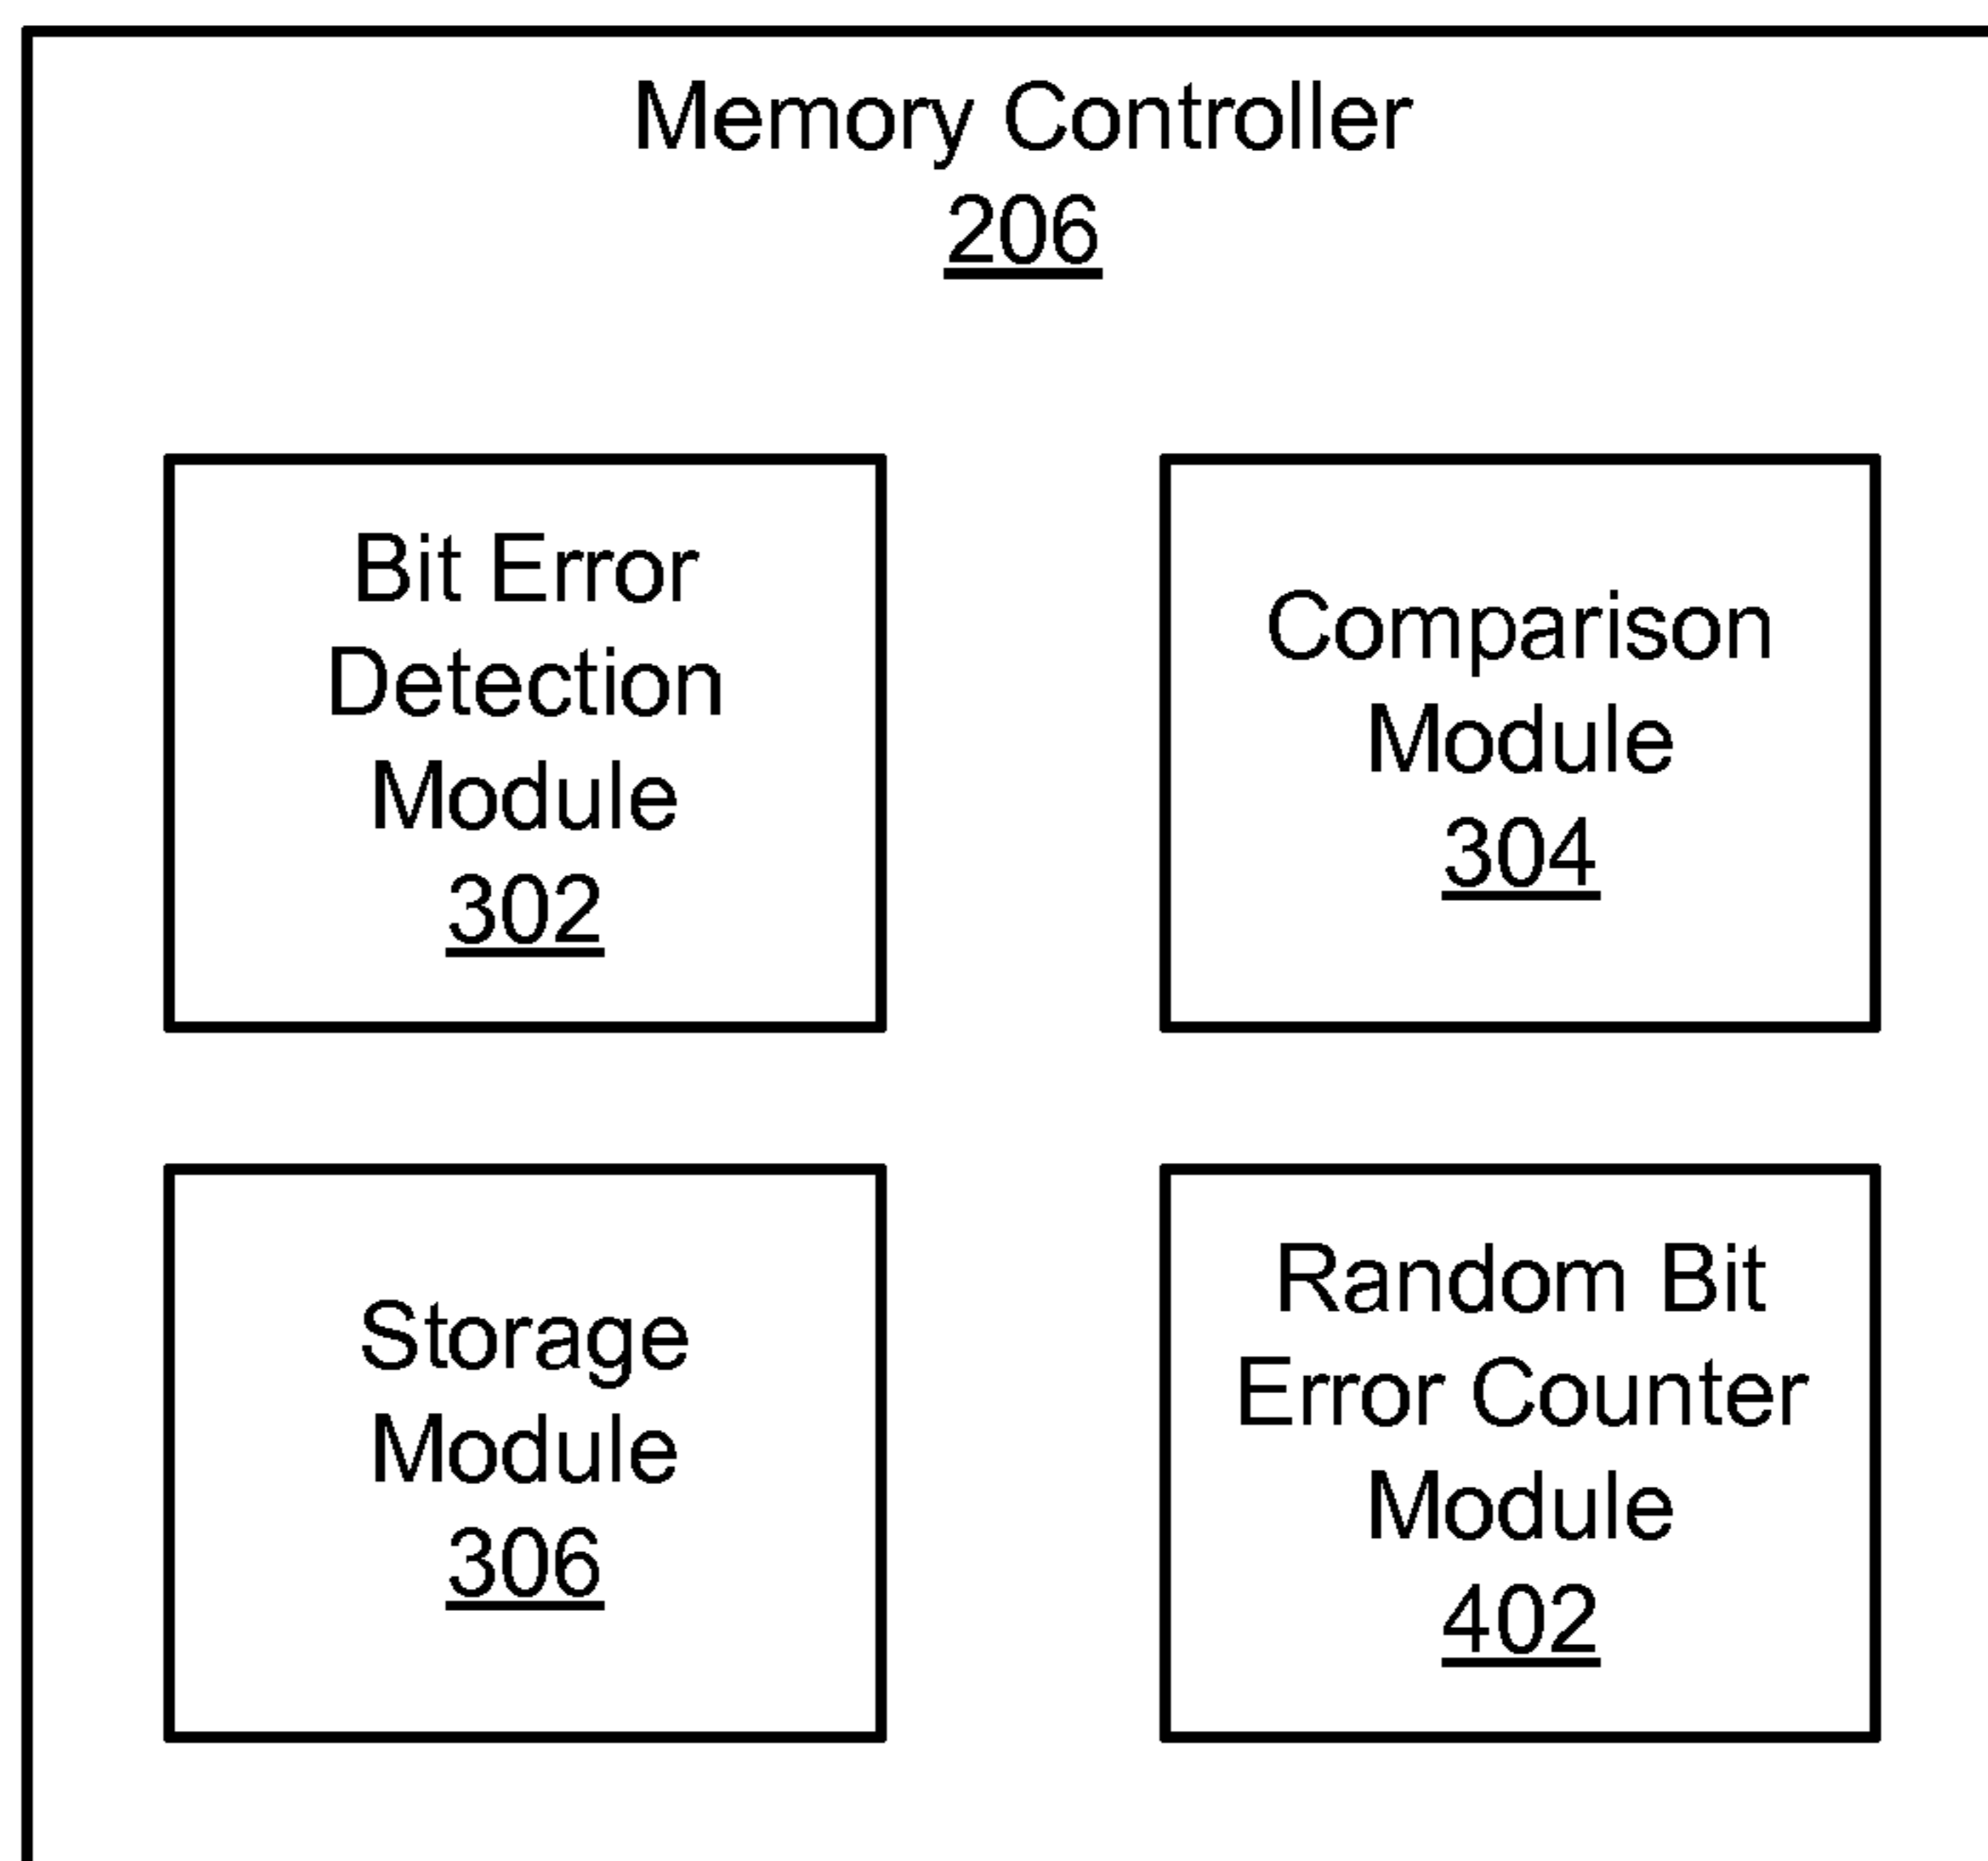 Memory Controller
206
Bit Error
Detection
Module
302
Comparison
Module
304
Storage
Module
306
Random Bit
Error Counter
Module
402